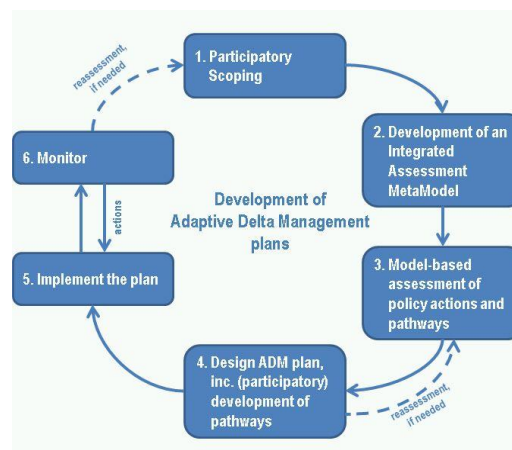 reassessment,
if needed
1. Participatory
Scoping
2. Development of an
Integrated
Assessment
MetaModel
6. Monitor
actions
Development of
Adaptive Delta Management
plans
5. Implement the plan
3. Model-based
assessment of
policy actions and
pathways
4. Design ADM plan,
inc. (participatory)
development of
pathways
reassessment,
if needed